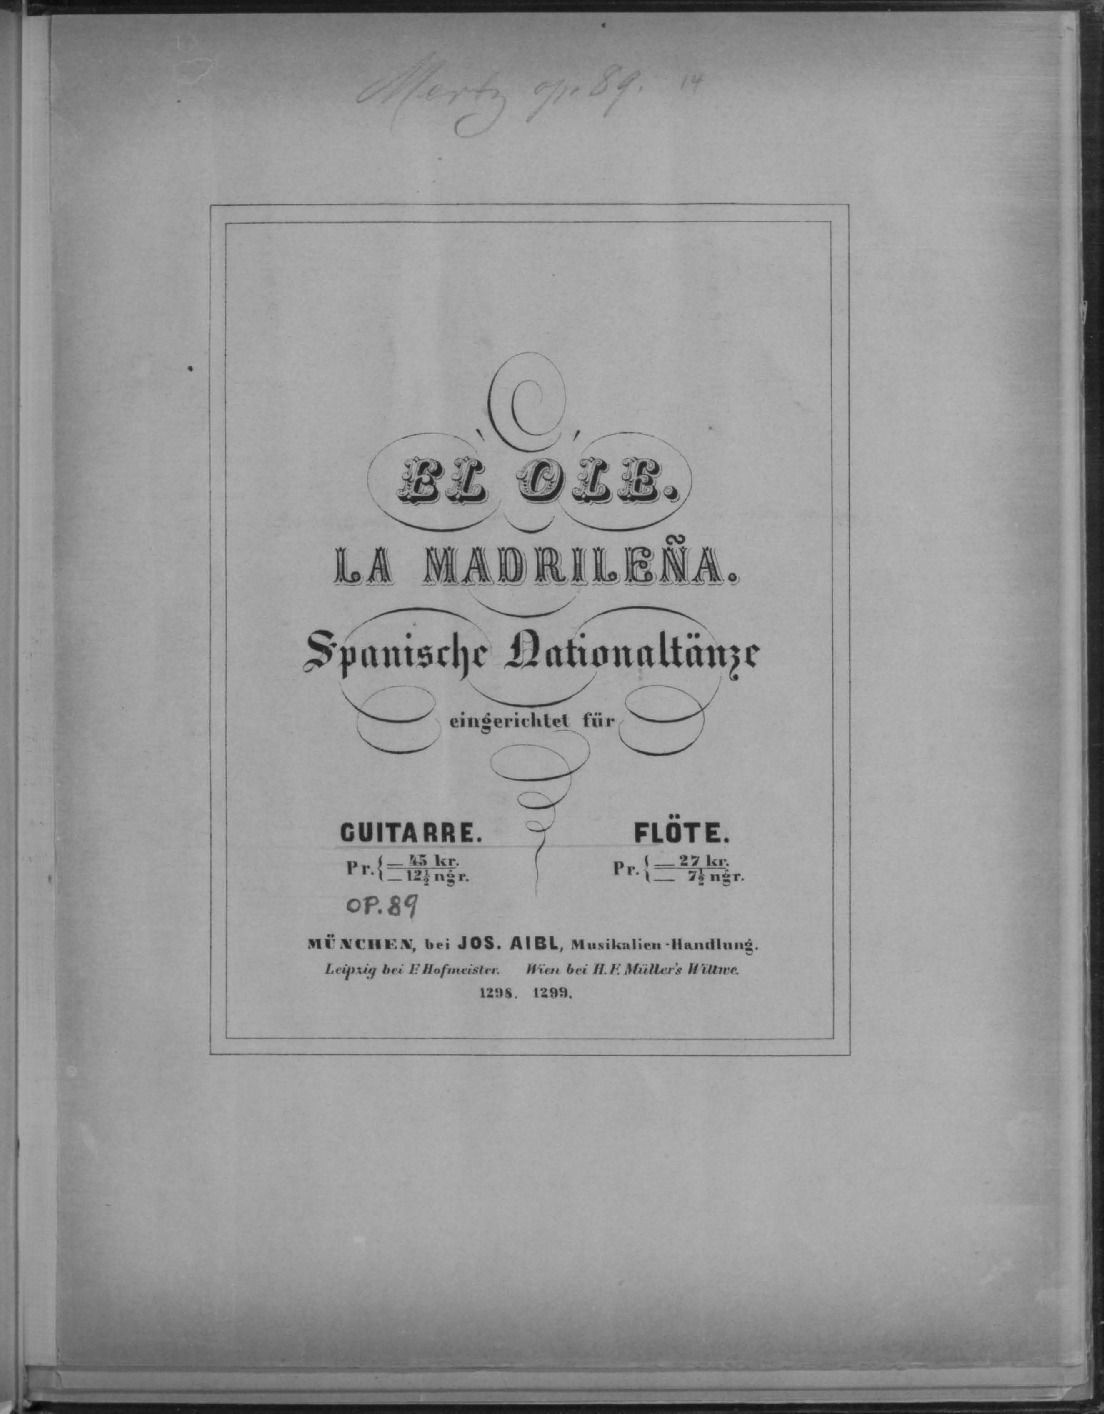 Mertz op. 89. 14
EL OLE.
LA MADRILEÑA.
Spanische Nationaltänze
eingerichtet für
GUITARRE. FLÖTE.
Pr. { — 45 kr. Pr. { — 27 kr.
— 12½ ngr. — 7½ ngr.
OP. 89
MÜNCHEN, bei JOS. AIBL, Musikalien-Handlung.
Leipzig bei F. Hofmeister. Wien bei H. F. Müller's Wittwe.
1298. 1299.